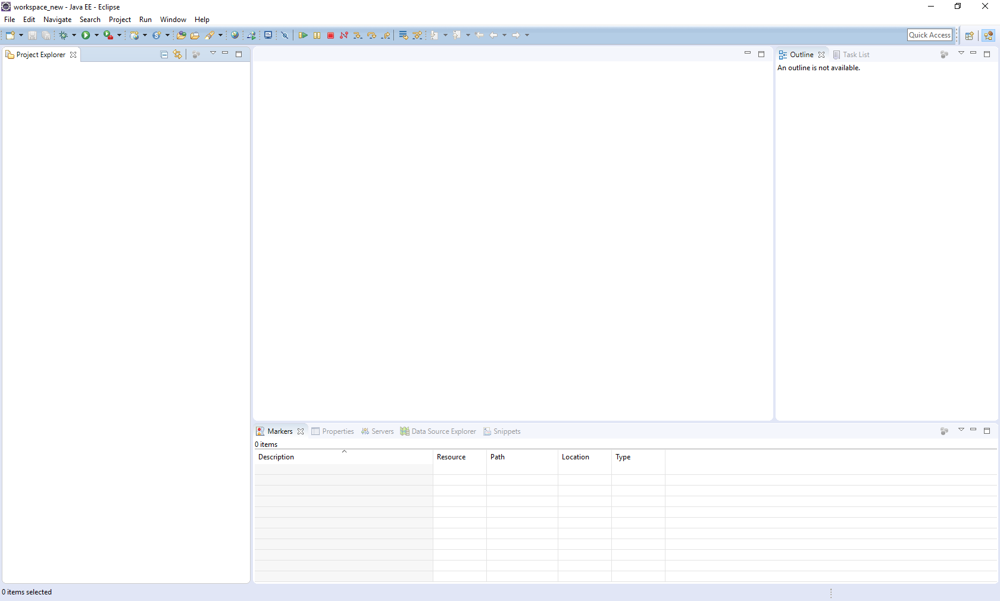 workspace_new - Java EE - Eclipse
File Edit Navigate Search Project Run Window Help
Quick Access
Project Explorer
Outline Task List
An outline is not available.
Markers Properties Servers Data Source Explorer Snippets
0 items
Description Resource Path Location Type
0 items selected